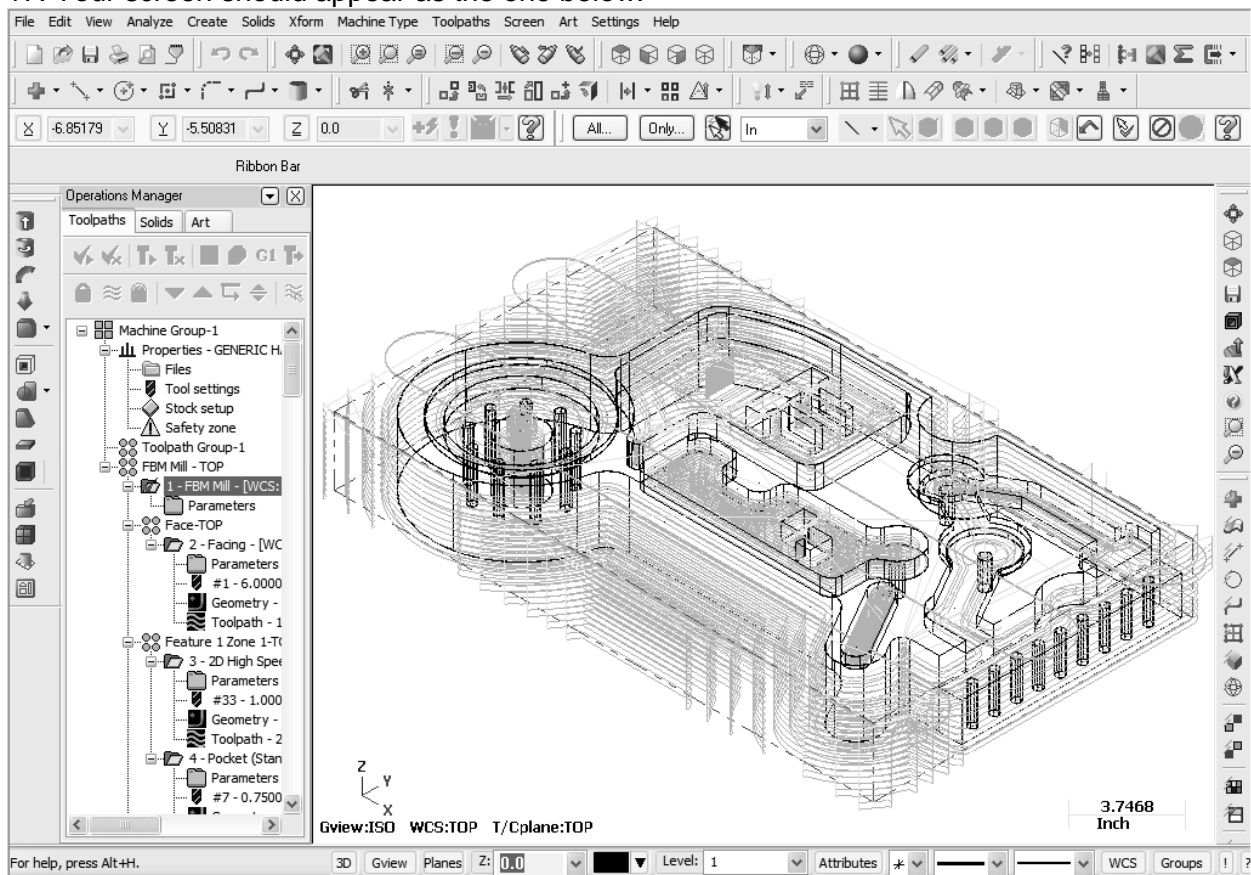 File Edit View Analyze Create Solids Xform Machine Type Toolpaths Screen Art Settings Help
X -6.85179 Y -5.50831 Z 0.0 All... Only... In
Ribbon Bar
Operations Manager
Toolpaths Solids Art
G1
Machine Group-1
Properties - GENERIC HA
Files
Tool settings
Stock setup
Safety zone
Toolpath Group-1
FBM Mill - TOP
1 - FBM Mill - [WCS:
Parameters
Face-TOP
2 - Facing - [WC
Parameters
#1 - 6.0000
Geometry -
Toolpath - 1
Feature 1 Zone 1-TO
3 - 2D High Spee
Parameters
#33 - 1.000
Geometry -
Toolpath - 2
4 - Pocket (Stan
Parameters
#7 - 0.7500
Z
Y
X
Gview:ISO WCS:TOP T/Cplane:TOP
3.7468
Inch
For help, press Alt+H. 3D Gview Planes Z: 0.0 Level: 1 Attributes WCS Groups ! ?